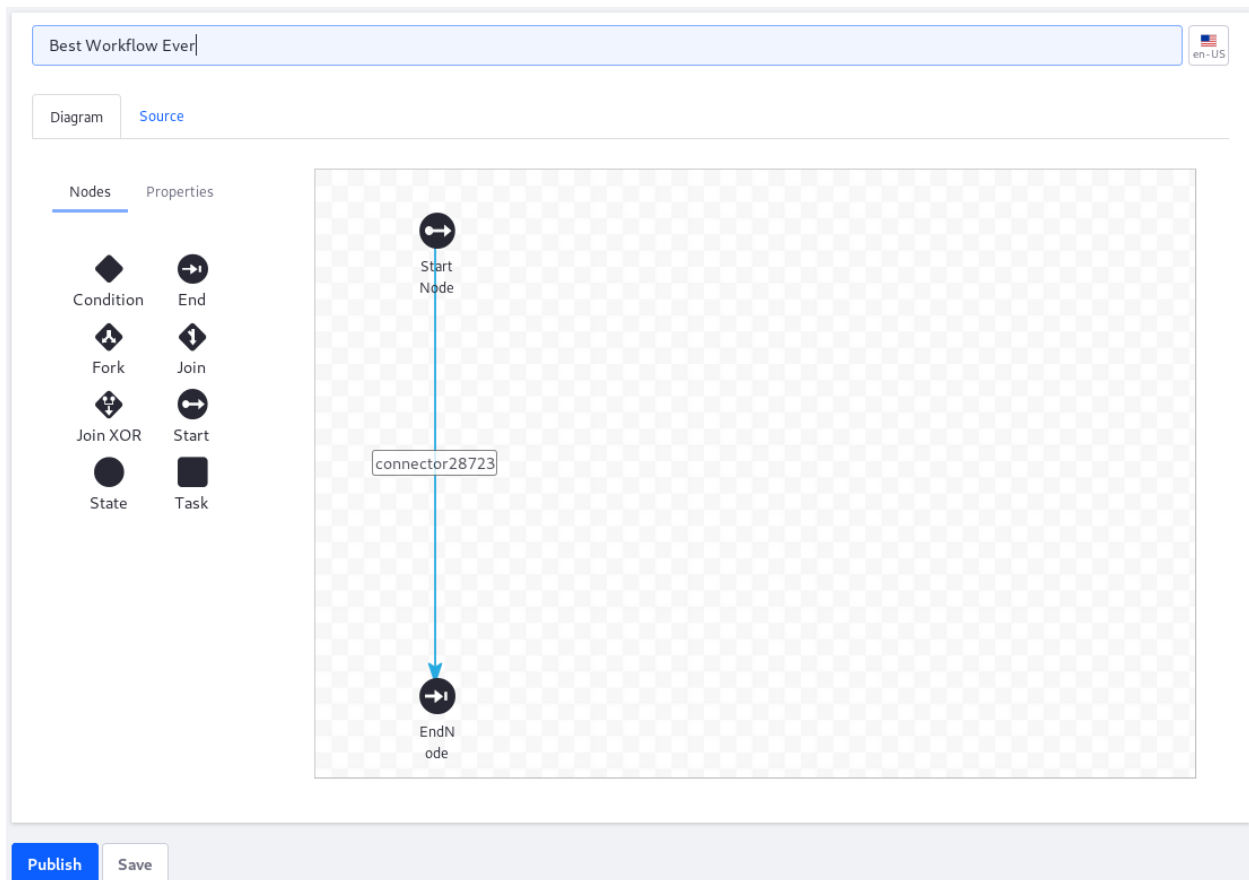 Best Workflow Ever
en-US
Diagram Source
Nodes Properties
Condition End
Fork Join
Join XOR Start
State Task
Start
Node
connector28723
EndN
ode
Publish Save